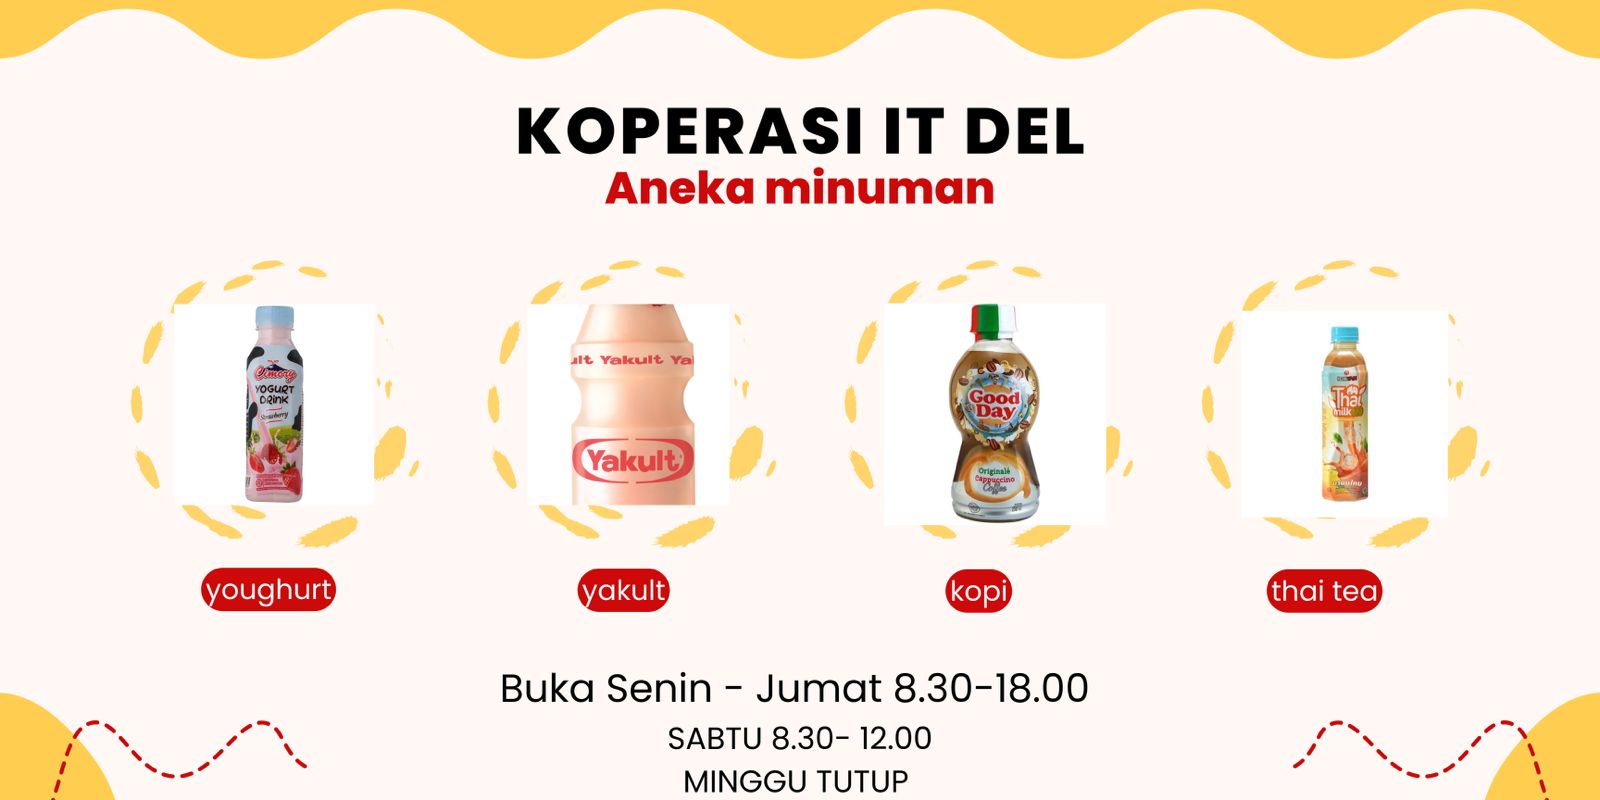 KOPERASI IT DEL
Aneka minuman
Cimory
YOGURT
DRINK
Strawberry
ult Yakult Ya
Yakult
Good
Day
Originale
Cappuccino
Coffee
Thai
milk
youghurt
yakult
kopi
thai tea
Buka Senin - Jumat 8.30-18.00
SABTU 8.30- 12.00
MINGGU TUTUP